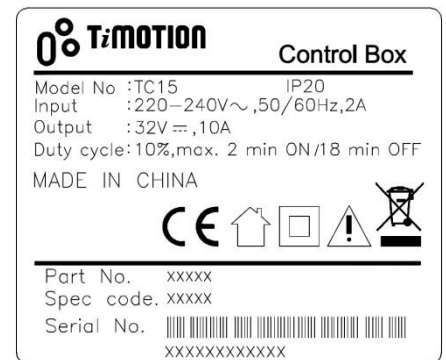 TiMOTION
Control Box
Model No :TC15 IP20
Input :220-240V~,50/60Hz,2A
Output :32V⎓,10A
Duty cycle:10%,max. 2 min ON/18 min OFF
MADE IN CHINA
CE
Part No. xxxxx
Spec code. xxxxx
Serial No.
xxxxxxxxxxxx